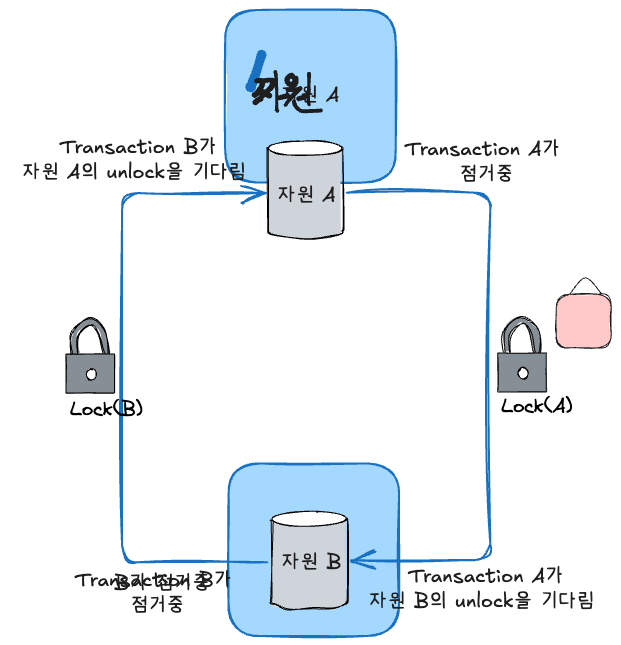 자원 A
Transaction B가
자원 A의 unlock을 기다림
Transaction A가
점거중
자원 A
Lock(B)
Lock(A)
자원 B
Transaction B가
점거중
Transaction A가
자원 B의 unlock을 기다림